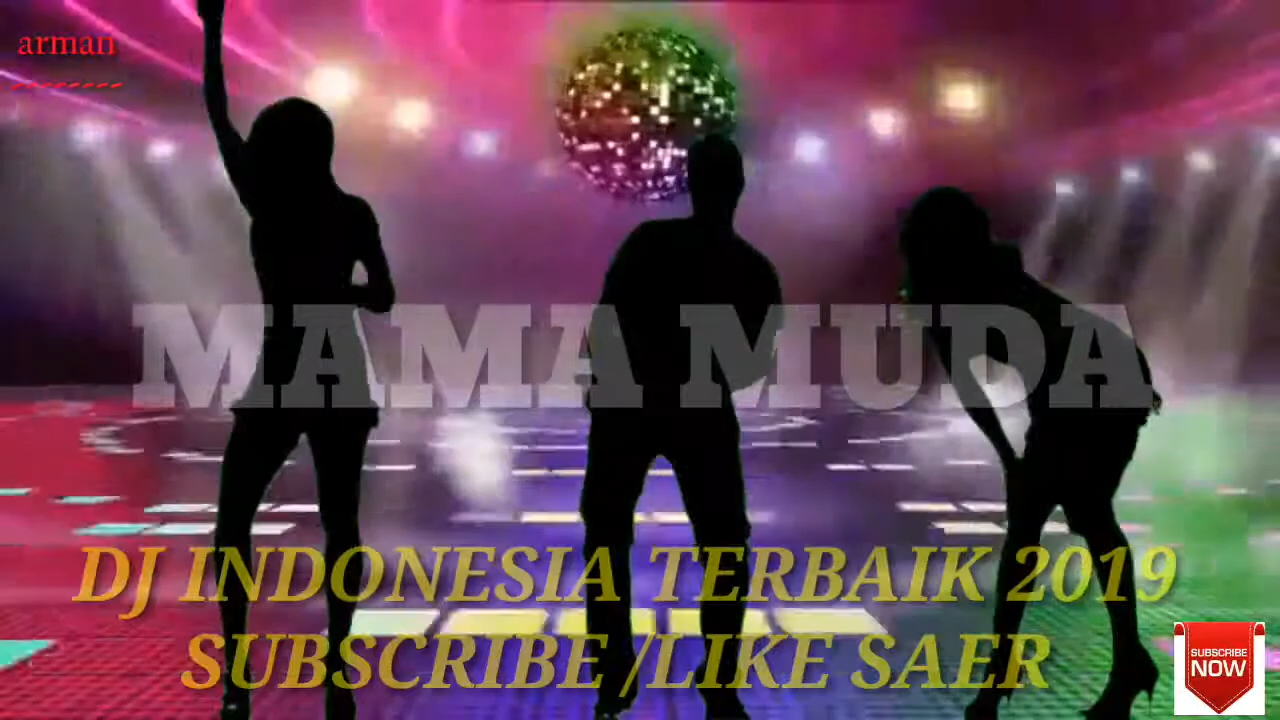 arman
MAMA MUDA
DJ INDONESIA TERBAIK 2019
SUBSCRIBE /LIKE SAER
SUBSCRIBE
NOW